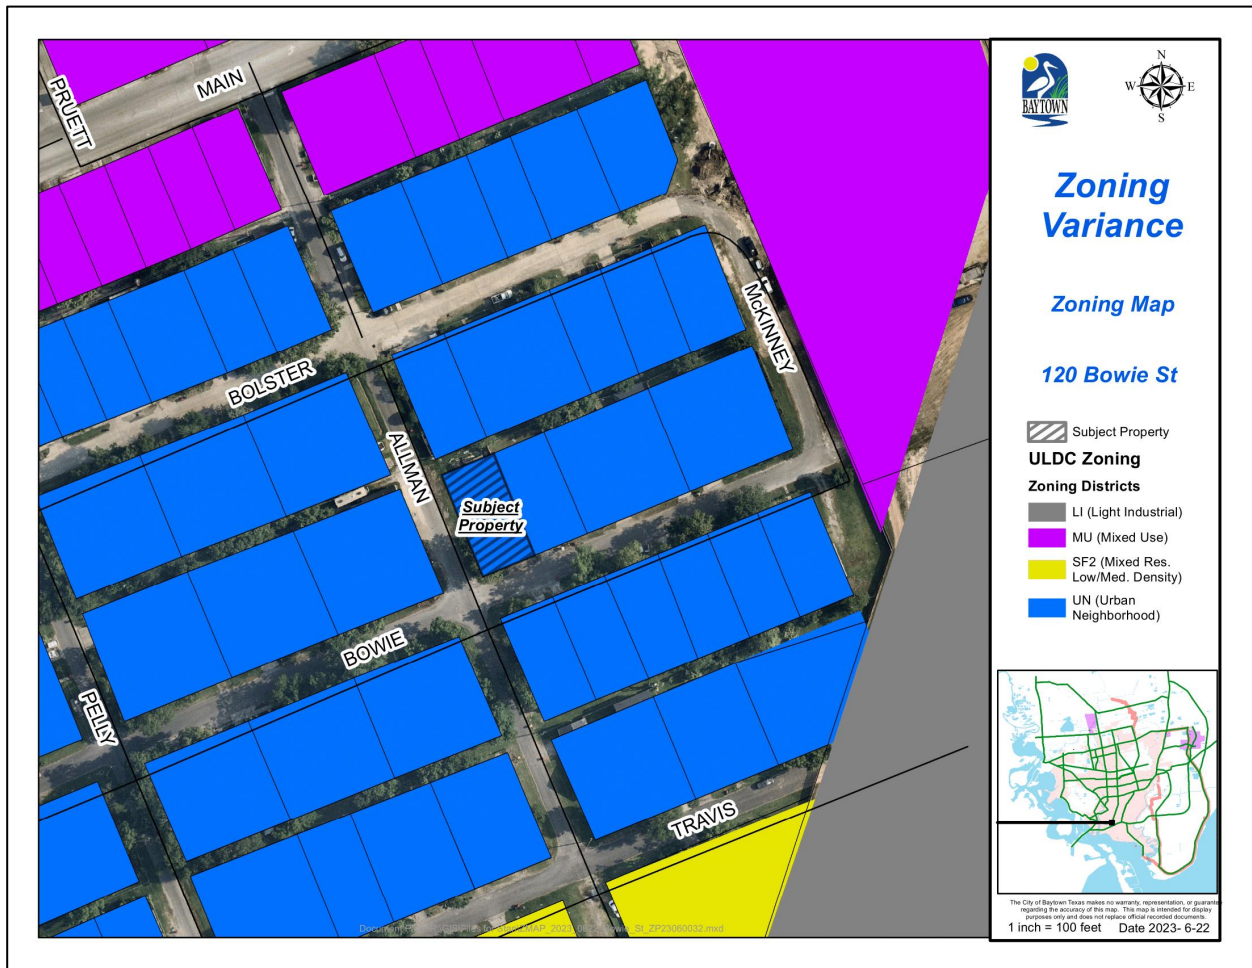 PRUETT
MAIN
BOLSTER
ALLMAN
McKINNEY
Subject
Property
BOWIE
PELLY
TRAVIS
BAYTOWN
N
W
E
S
Zoning
Variance
Zoning Map
120 Bowie St
Subject Property
ULDC Zoning
Zoning Districts
LI (Light Industrial)
MU (Mixed Use)
SF2 (Mixed Res.
Low/Med. Density)
UN (Urban
Neighborhood)
The City of Baytown Texas makes no warranty, representation, or guarantee
regarding the accuracy of this map. This map is intended for display
purposes only and does not replace official recorded documents.
1 inch = 100 feet Date 2023- 6-22